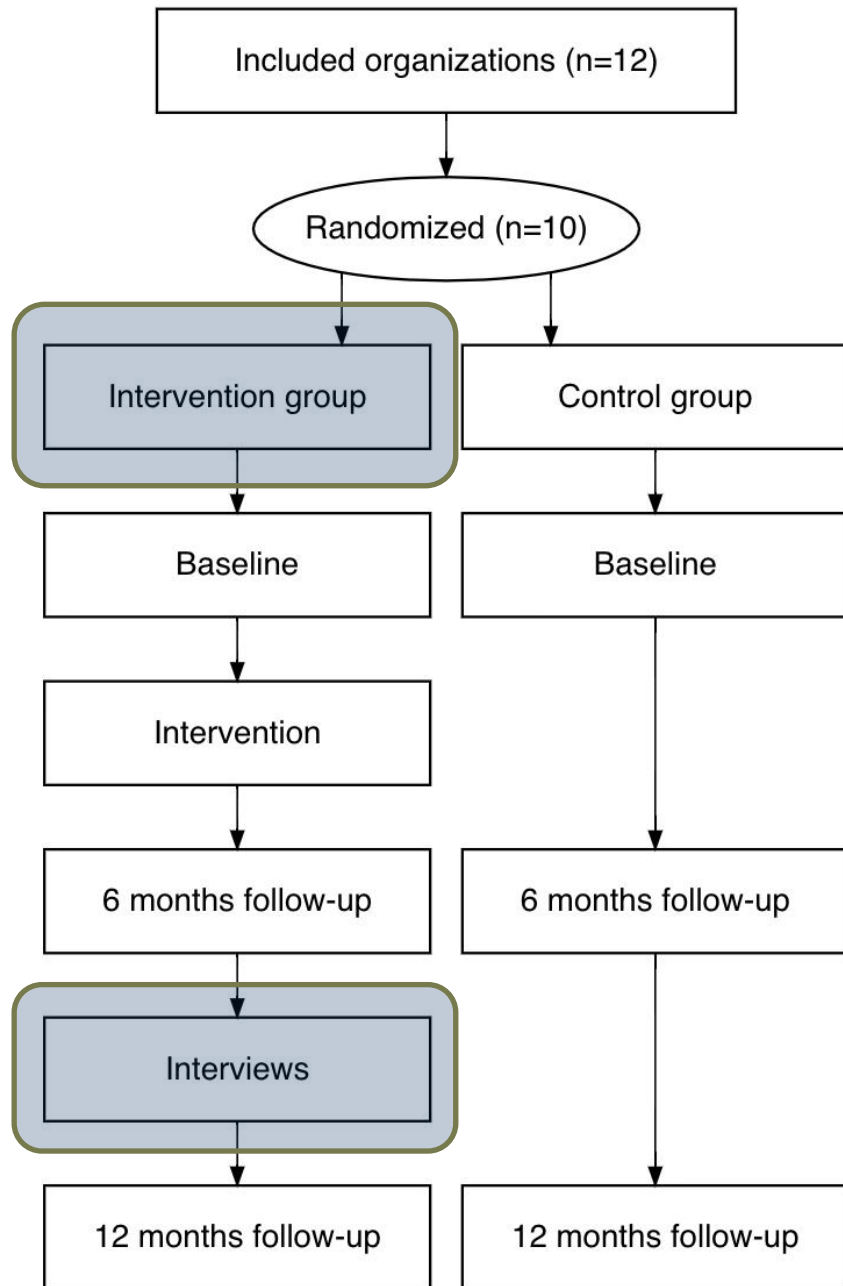 Included organizations (n=12)
Randomized (n=10)
Intervention group
Control group
Baseline
Baseline
Intervention
6 months follow-up
6 months follow-up
Interviews
12 months follow-up
12 months follow-up